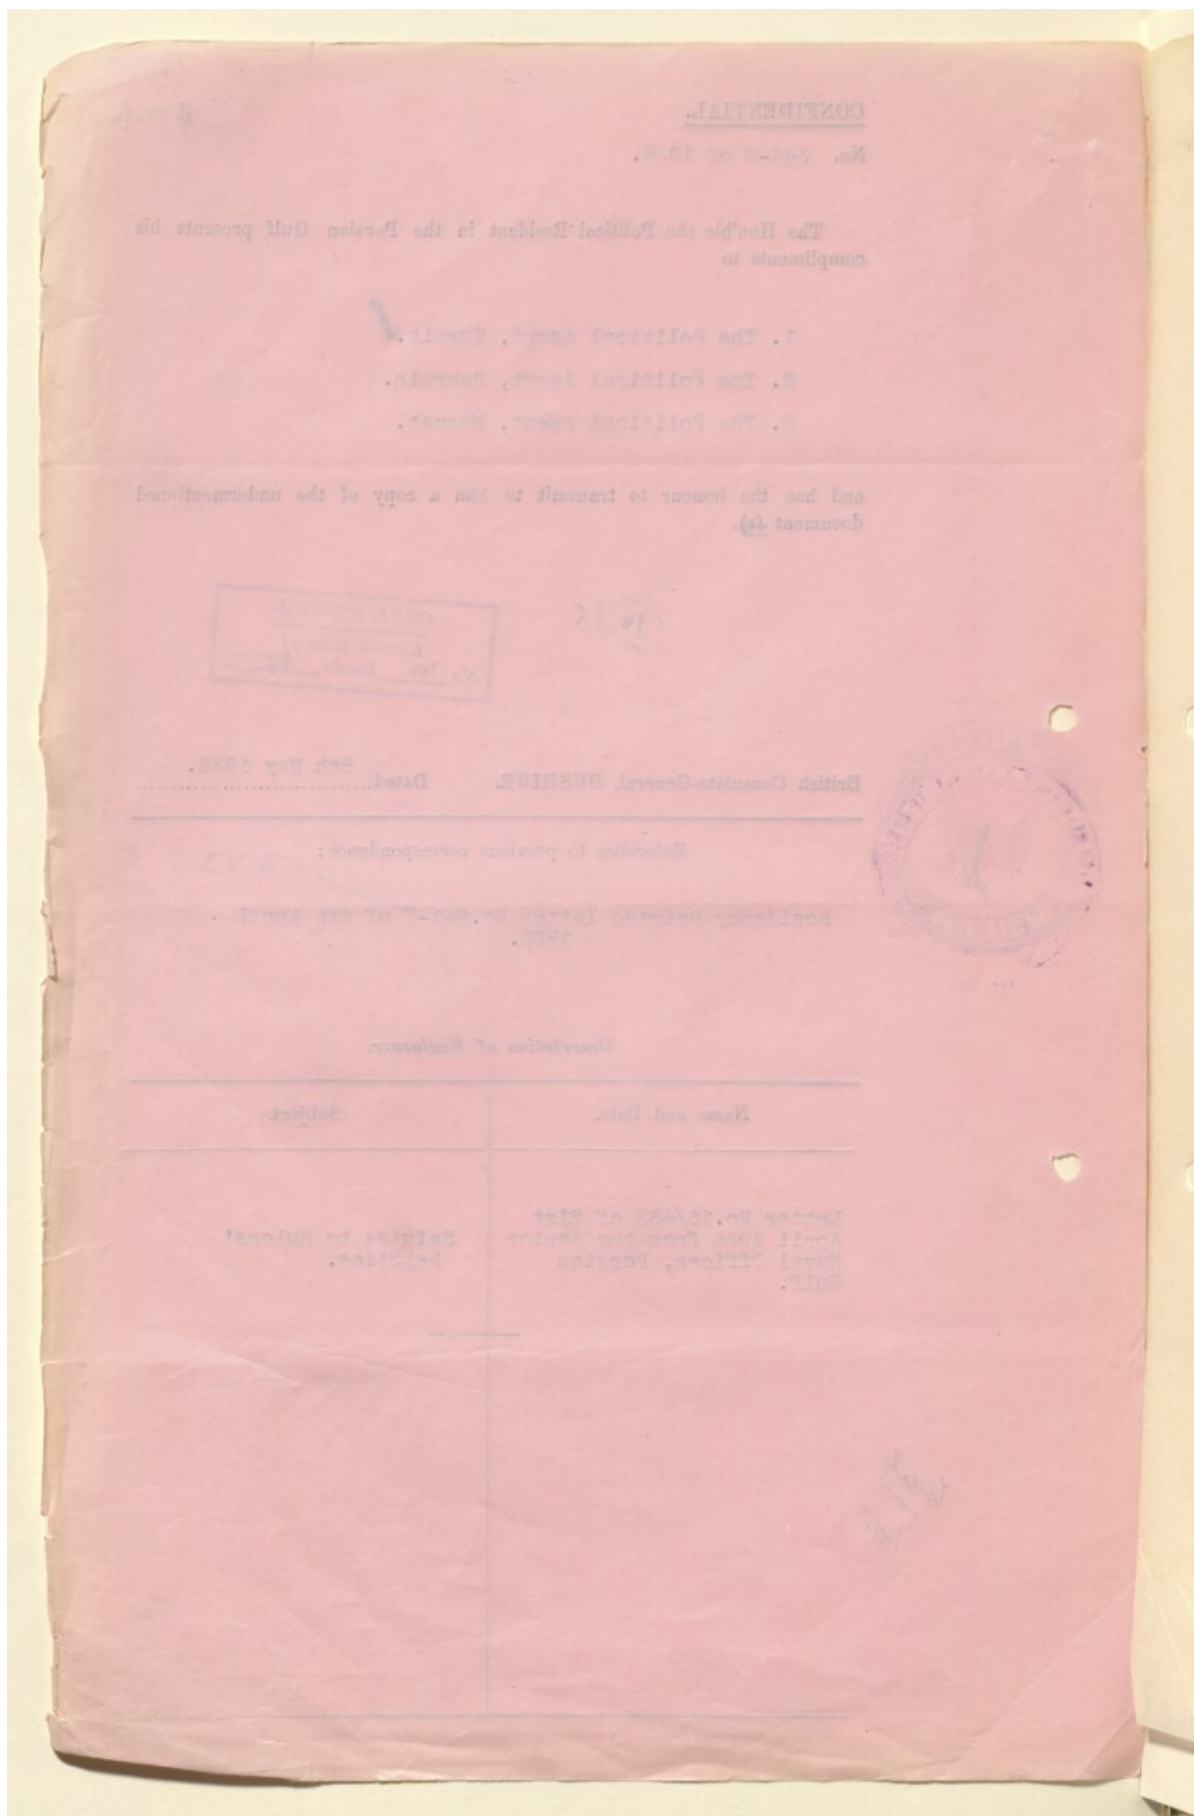 CONFIDENTIAL.
No. of 1936.
The Hon'ble the Political Resident in the Persian Gulf presents his
compliments to
1. The Political Agent, Kuwait.
2. The Political Agent, Bahrain.
3. The Political Agent, Muscat.
and has the honour to transmit to him a copy of the undermentioned
document (s).
CONFIDENTIAL
No
British Consulate-General, BUSHIRE. Dated 8th May 1936.
Reference to previous correspondence:
Residency Printed letter of 6th April
1936.
Description of Enclosure.
Name and Date. Subject.
Letter of 21st
April 1936 from the Senior
Naval Officer, Persian
Gulf.
Salutes to Rulers'
Deputies.